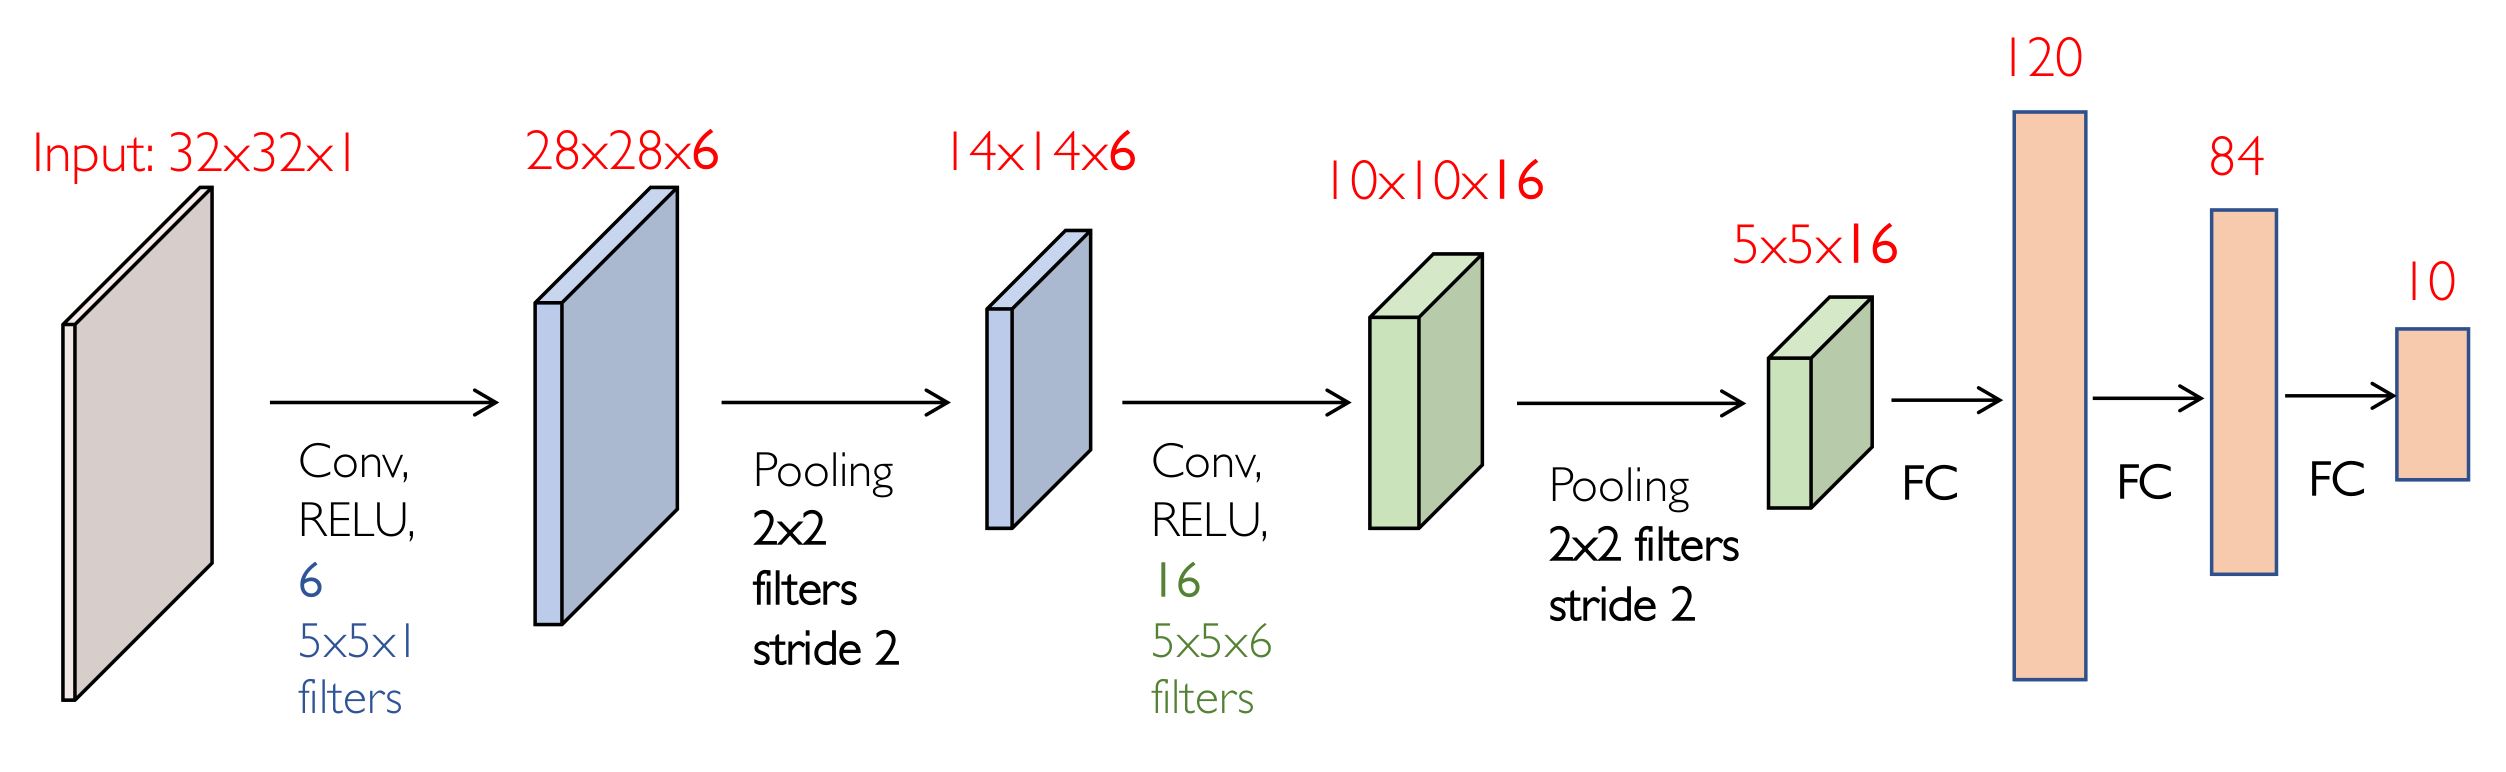 Input: 32x32x1
28x28x6
14x14x6
10x10x16
5x5x16
120
84
10
Conv,
RELU,
6
5x5x1
filters
Pooling
2x2
filters
stride 2
Conv,
RELU,
16
5x5x6
filters
Pooling
2x2 filters
stride 2
FC
FC
FC